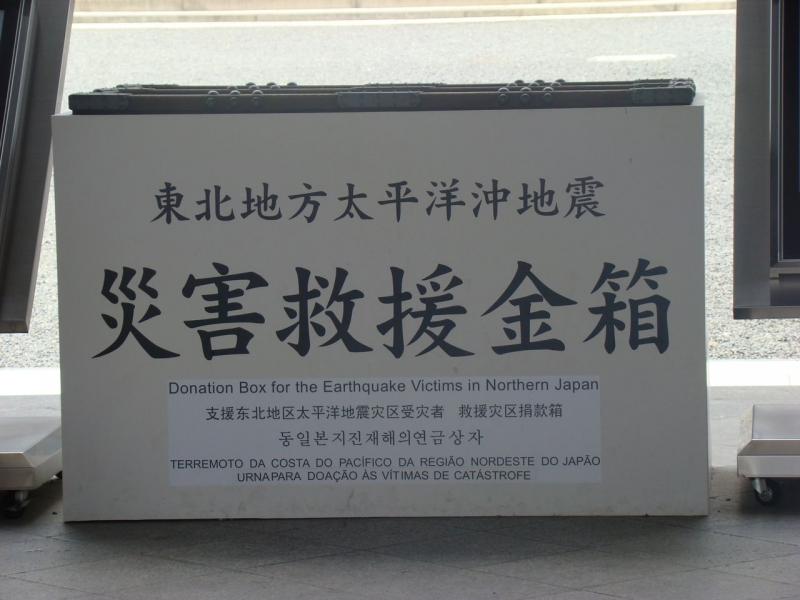 東北地方太平洋沖地震
災害救援金箱
Donation Box for the Earthquake Victims in Northern Japan
支援东北地区太平洋地震灾区受灾者 救援灾区捐款箱
동일본지진재해의연금상자
TERREMOTO DA COSTA DO PACÍFICO DA REGIÃO NORDESTE DO JAPÃO
URNAPARA DOAÇÃO ÀS VÍTIMAS DE CATÁSTROFE